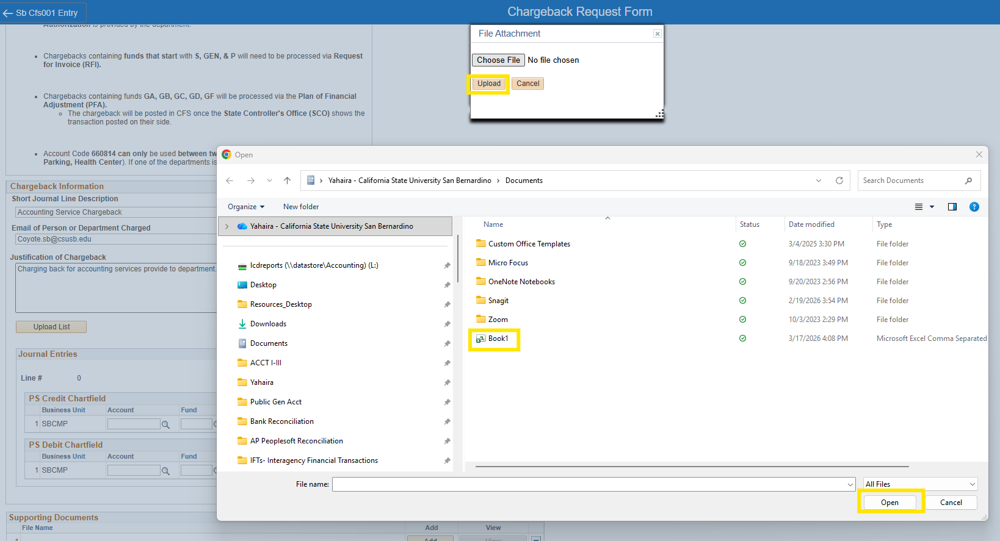 Sb Cfs001 Entry
Chargeback Request Form
Authorization is provided by the department.
Chargebacks containing funds that start with S, GEN, & P will need to be processed via Request
for Invoice (RFI).
Chargebacks containing funds GA, GB, GC, GD, GF will be processed via the Plan of Financial
Adjustment (PFA).
The chargeback will be posted in CFS once the State Controller's Office (SCO) shows the
transaction posted on their side.
Account Code 660814 can only be used between tw
Parking, Health Center). If one of the departments is
Chargeback Information
Short Journal Line Description
Accounting Service Chargeback
Email of Person or Department Charged
Coyote.sb@csusb.edu
Justification of Chargeback
Charging back for accounting services provide to department.
Upload List
Journal Entries
Line # 0
PS Credit Chartfield
Business Unit Account Fund
1 SBCMP
PS Debit Chartfield
Business Unit Account Fund
1 SBCMP
Supporting Documents
File Name Add View
1 Add View
File Attachment
Choose File No file chosen
Upload Cancel
Open
Yahaira - California State University San Bernardino > Documents
Search Documents
Organize New folder
Yahaira - California State University San Bernardino
lcdreports (\\datastore\Accounting) (L:)
Desktop
Resources_Desktop
Downloads
Documents
ACCT I-III
Yahaira
Public Gen Acct
Bank Reconciliation
AP Peoplesoft Reconciliation
IFTs- Interagency Financial Transactions
Name Status Date modified Type
Custom Office Templates 3/4/2025 3:30 PM File folder
Micro Focus 9/18/2023 3:49 PM File folder
OneNote Notebooks 9/20/2023 2:56 PM File folder
Snagit 2/19/2026 3:54 PM File folder
Zoom 10/3/2023 2:29 PM File folder
Book1 3/17/2026 4:08 PM Microsoft Excel Comma Separated
File name:
All Files
Open Cancel